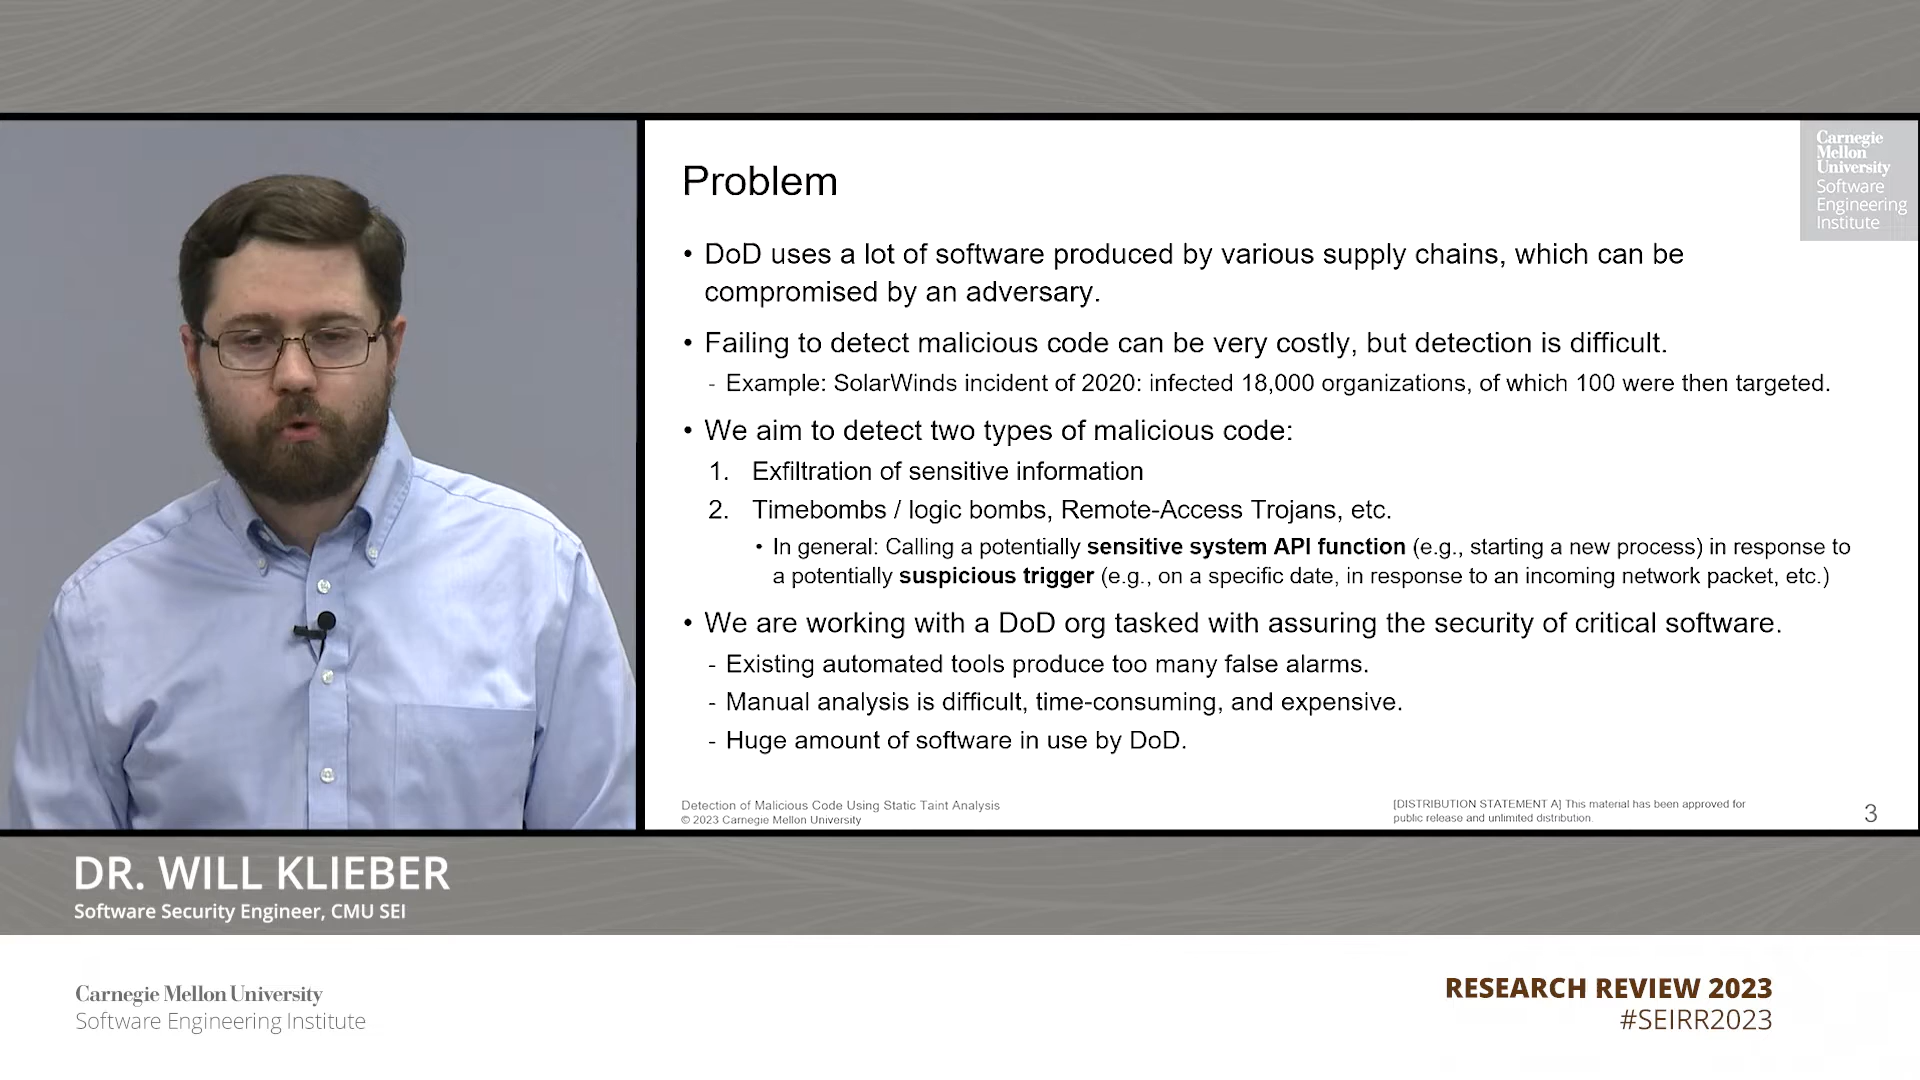 Carnegie
Mellon
University
Software
Engineering
Institute
Problem
• DoD uses a lot of software produced by various supply chains, which can be
compromised by an adversary.
• Failing to detect malicious code can be very costly, but detection is difficult.
- Example: SolarWinds incident of 2020: infected 18,000 organizations, of which 100 were then targeted.
• We aim to detect two types of malicious code:
1. Exfiltration of sensitive information
2. Timebombs / logic bombs, Remote-Access Trojans, etc.
• In general: Calling a potentially sensitive system API function (e.g., starting a new process) in response to
a potentially suspicious trigger (e.g., on a specific date, in response to an incoming network packet, etc.)
• We are working with a DoD org tasked with assuring the security of critical software.
- Existing automated tools produce too many false alarms.
- Manual analysis is difficult, time-consuming, and expensive.
- Huge amount of software in use by DoD.
Detection of Malicious Code Using Static Taint Analysis
© 2023 Carnegie Mellon University
[DISTRIBUTION STATEMENT A] This material has been approved for
public release and unlimited distribution.
3
DR. WILL KLIEBER
Software Security Engineer, CMU SEI
Carnegie Mellon University
Software Engineering Institute
RESEARCH REVIEW 2023
#SEIRR2023